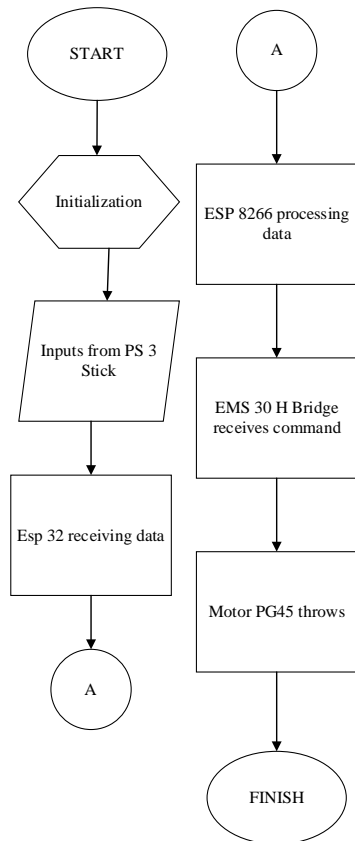 START
Initialization
Inputs from PS 3
Stick
Esp 32 receiving data
A
A
ESP 8266 processing
data
EMS 30 H Bridge
receives command
Motor PG45 throws
FINISH